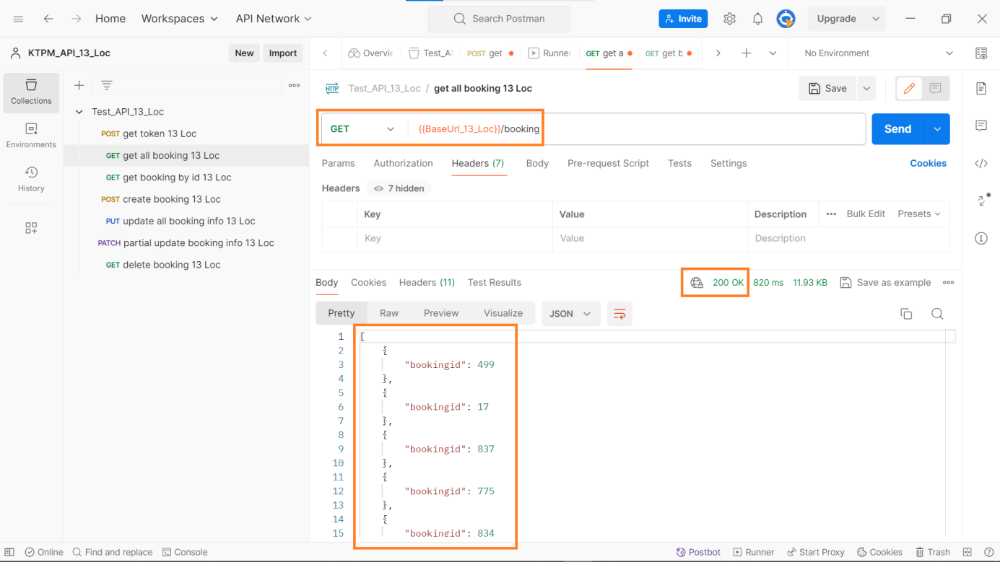 Home Workspaces API Network Search Postman Invite Upgrade
KTPM_API_13_Loc New Import
Overvie Test_AI POST get Runner GET get a GET get b No Environment
Collections
Environments
History
Test_API_13_Loc
POST get token 13 Loc
GET get all booking 13 Loc
GET get booking by id 13 Loc
POST create booking 13 Loc
PUT update all booking info 13 Loc
PATCH partial update booking info 13 Loc
GET delete booking 13 Loc
HTTP Test_API_13_Loc / get all booking 13 Loc Save
GET {{BaseUrl_13_Loc}}/booking Send
Params Authorization Headers (7) Body Pre-request Script Tests Settings Cookies
Headers 7 hidden
Key Value Description Bulk Edit Presets
Key Value Description
Body Cookies Headers (11) Test Results 200 OK 820 ms 11.93 KB Save as example
Pretty Raw Preview Visualize JSON
1 [
2 {
3 "bookingid": 499
4 },
5 {
6 "bookingid": 17
7 },
8 {
9 "bookingid": 837
10 },
11 {
12 "bookingid": 775
13 },
14 {
15 "bookingid": 834
Online Find and replace Console Postbot Runner Start Proxy Cookies Trash